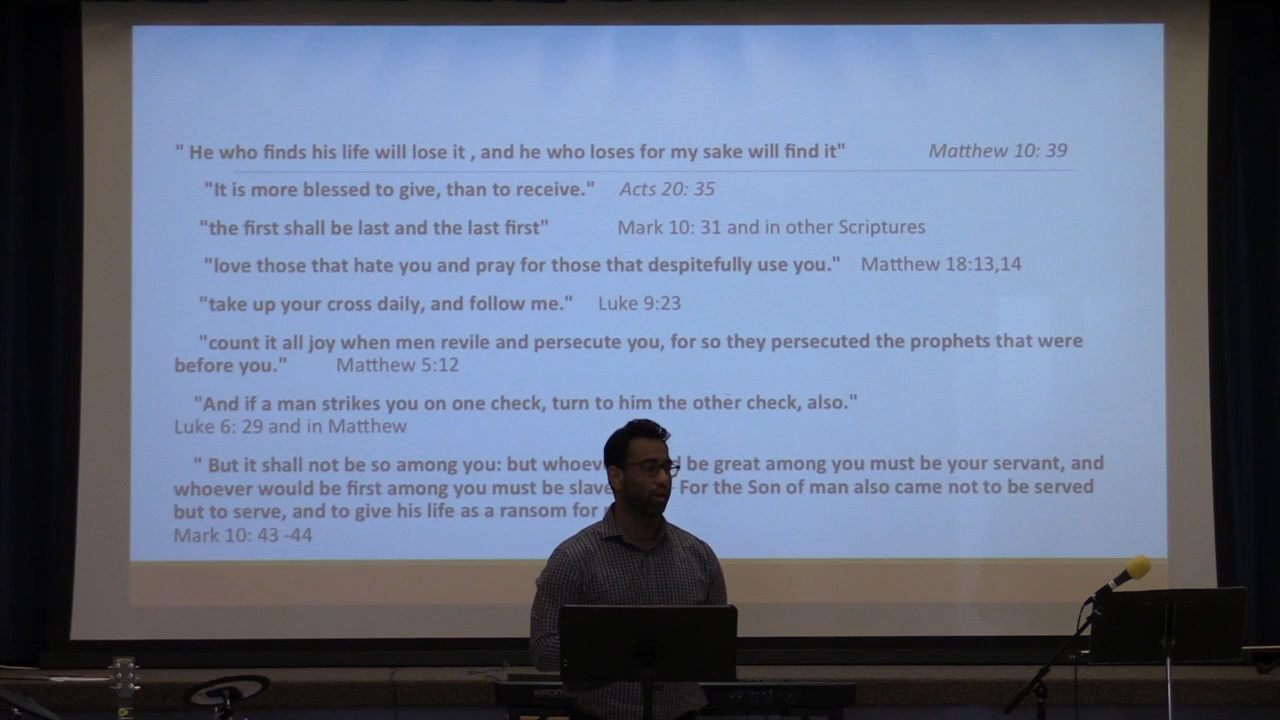 " He who finds his life will lose it , and he who loses for my sake will find it" Matthew 10: 39
"It is more blessed to give, than to receive." Acts 20: 35
"the first shall be last and the last first" Mark 10: 31 and in other Scriptures
"love those that hate you and pray for those that despitefully use you." Matthew 18:13,14
"take up your cross daily, and follow me." Luke 9:23
"count it all joy when men revile and persecute you, for so they persecuted the prophets that were
before you." Matthew 5:12
"And if a man strikes you on one check, turn to him the other check, also."
Luke 6: 29 and in Matthew
" But it shall not be so among you: but be great among you must be your servant, and
whoever would be first among you must be slave For the Son of man also came not to be served
but to serve, and to give his life as a ransom for
Mark 10: 43 -44